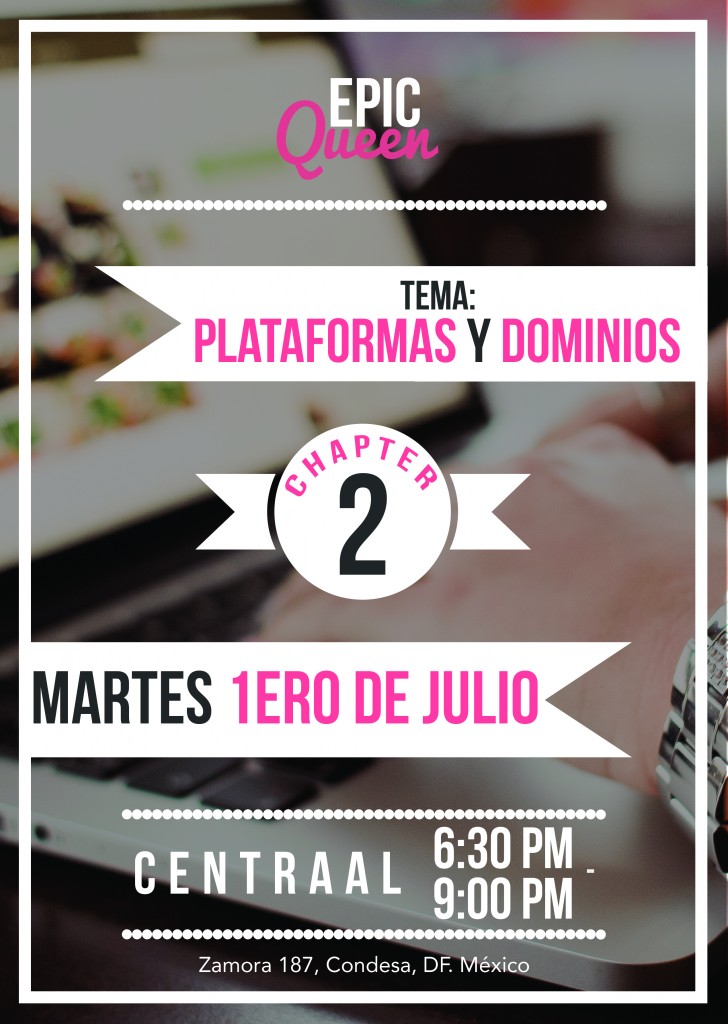 EPIC
Queen
TEMA:
PLATAFORMAS Y DOMINIOS
CHAPTER
2
MARTES 1ERO DE JULIO
CENTRAAL 6:30 PM -
9:00 PM
Zamora 187, Condesa, DF. México